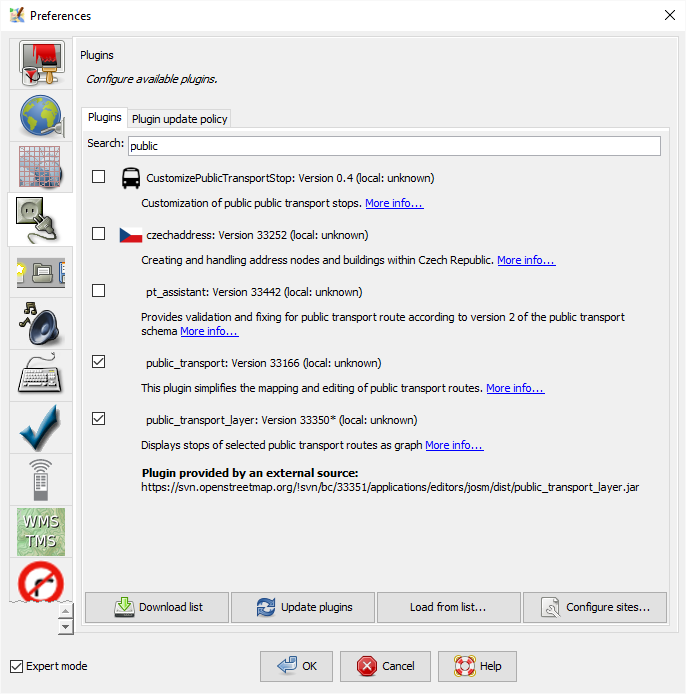 Preferences
Plugins
Configure available plugins.
Plugins
Plugin update policy
Search: public
CustomizePublicTransportStop: Version 0.4 (local: unknown)
Customization of public public transport stops. More info...
czechaddress: Version 33252 (local: unknown)
Creating and handling address nodes and buildings within Czech Republic. More info...
pt_assistant: Version 33442 (local: unknown)
Provides validation and fixing for public transport route according to version 2 of the public transport
schema More info...
public_transport: Version 33166 (local: unknown)
This plugin simplifies the mapping and editing of public transport routes. More info...
public_transport_layer: Version 33350* (local: unknown)
Displays stops of selected public transport routes as graph More info...
Plugin provided by an external source:
https://svn.openstreetmap.org/!svn/bc/33351/applications/editors/josm/dist/public_transport_layer.jar
WMS
TMS
Download list
Update plugins
Load from list...
Configure sites...
Expert mode
OK
Cancel
Help